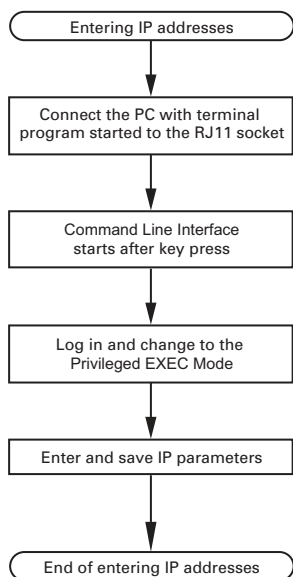 Entering IP addresses
Connect the PC with terminal
program started to the RJ11 socket
Command Line Interface
starts after key press
Log in and change to the
Privileged EXEC Mode
Enter and save IP parameters
End of entering IP addresses